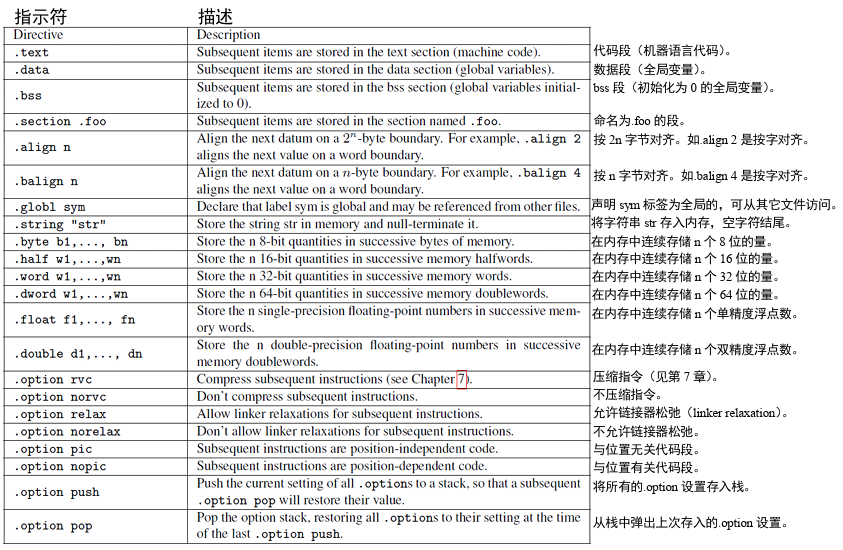 指示符 描述
Directive Description
.text Subsequent items are stored in the text section (machine code). 代码段（机器语言代码）。
.data Subsequent items are stored in the data section (global variables). 数据段（全局变量）。
.bss Subsequent items are stored in the bss section (global variables initial- bss 段（初始化为 0 的全局变量）。
ized to 0).
.section .foo Subsequent items are stored in the section named .foo. 命名为.foo 的段。
.align n Align the next datum on a 2ⁿ-byte boundary. For example, .align 2 按 2n 字节对齐。如.align 2 是按字对齐。
aligns the next value on a word boundary.
.balign n Align the next datum on a n-byte boundary. For example, .balign 4 按 n 字节对齐。如.balign 4 是按字对齐。
aligns the next value on a word boundary.
.globl sym Declare that label sym is global and may be referenced from other files. 声明 sym 标签为全局的，可从其它文件访问。
.string "str" Store the string str in memory and null-terminate it. 将字符串 str 存入内存，空字符结尾。
.byte b1,..., bn Store the n 8-bit quantities in successive bytes of memory. 在内存中连续存储 n 个 8 位的量。
.half w1,...,wn Store the n 16-bit quantities in successive memory halfwords. 在内存中连续存储 n 个 16 位的量。
.word w1,...,wn Store the n 32-bit quantities in successive memory words. 在内存中连续存储 n 个 32 位的量。
.dword w1,...,wn Store the n 64-bit quantities in successive memory doublewords. 在内存中连续存储 n 个 64 位的量。
.float f1,..., fn Store the n single-precision floating-point numbers in successive mem- 在内存中连续存储 n 个单精度浮点数。
ory words.
.double d1,..., dn Store the n double-precision floating-point numbers in successive 在内存中连续存储 n 个双精度浮点数。
memory doublewords.
.option rvc Compress subsequent instructions (see Chapter 7). 压缩指令（见第 7 章）。
.option norvc Don't compress subsequent instructions. 不压缩指令。
.option relax Allow linker relaxations for subsequent instructions. 允许链接器松弛（linker relaxation）。
.option norelax Don't allow linker relaxations for subsequent instructions. 不允许链接器松弛。
.option pic Subsequent instructions are position-independent code. 与位置无关代码段。
.option nopic Subsequent instructions are position-dependent code. 与位置有关代码段。
.option push Push the current setting of all .options to a stack, so that a subsequent 将所有的.option 设置存入栈。
.option pop will restore their value.
.option pop Pop the option stack, restoring all .options to their setting at the time 从栈中弹出上次存入的.option 设置。
of the last .option push.